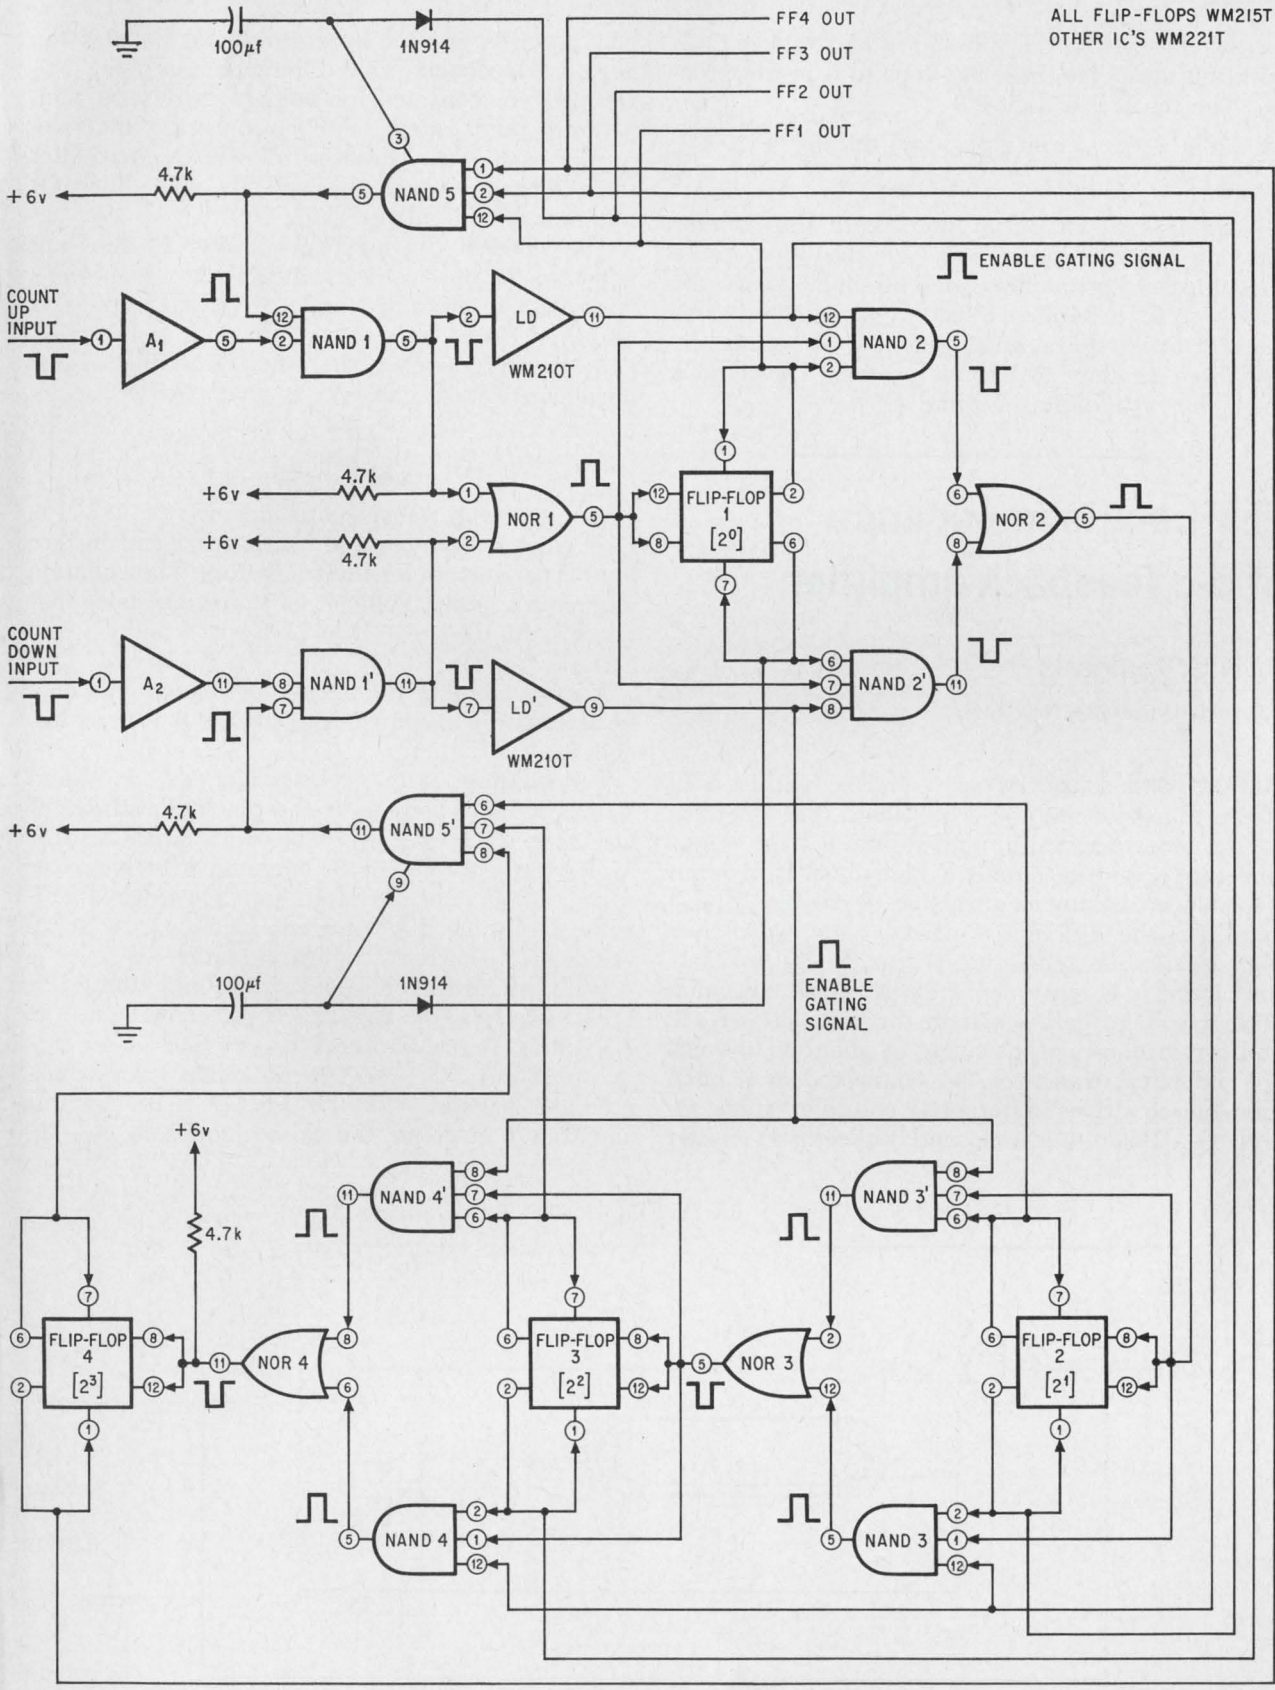 FF4 OUT
ALL FLIP-FLOPS WM215T
OTHER IC'S WM221T
100µf
1N914
FF3 OUT
FF2 OUT
FF1 OUT
3
4.7k
+6v
5
NAND 5
1
2
12
ENABLE GATING SIGNAL
COUNT
UP
INPUT
1
A1
5
12
2
NAND 1
5
2
LD
11
WM210T
12
1
2
NAND 2
5
4.7k
+6v
+6v
4.7k
1
2
NOR 1
5
1
12
8
FLIP-FLOP
1
[2⁰]
2
6
7
6
8
NOR 2
5
COUNT
DOWN
INPUT
1
A2
11
8
7
NAND 1'
11
7
LD'
9
WM210T
6
7
8
NAND 2'
11
4.7k
+6v
11
NAND 5'
6
7
8
9
100µf
1N914
ENABLE
GATING
SIGNAL
+6v
4.7k
11
NAND 4'
8
7
6
11
NAND 3'
8
7
6
7
6
2
FLIP-FLOP
4
[2³]
8
12
1
11
NOR 4
8
6
7
6
2
FLIP-FLOP
3
[2²]
8
12
1
5
NOR 3
2
12
7
6
2
FLIP-FLOP
2
[2¹]
8
12
1
5
NAND 4
2
1
12
5
NAND 3
2
1
12